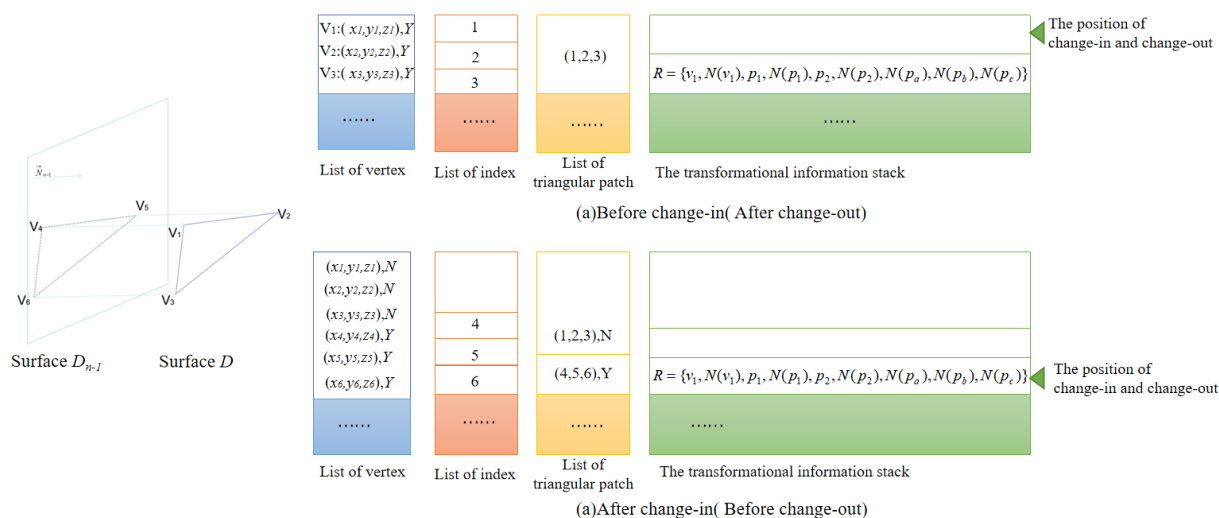 V₁:( x₁,y₁,z₁),Y
V₂:(x₂,y₂,z₂),Y
V₃:( x₃,y₃,z₃),Y
......
List of vertex
1
2
3
......
List of index
(1,2,3)
......
List of
triangular patch
R = {v₁, N(v₁), p₁, N(p₁), p₂, N(p₂), N(pₐ), N(p_b), N(p_c)}
......
The transformational information stack
The position of
change-in and change-out
(a)Before change-in( After change-out)
N⃗ₙ₋₁
V₅
V₂
V₄
V₁
V₆
V₃
Surface Dₙ₋₁
Surface D
(x₁,y₁,z₁),N
(x₂,y₂,z₂),N
(x₃,y₃,z₃),N
(x₄,y₄,z₄),Y
(x₅,y₅,z₅),Y
(x₆,y₆,z₆),Y
......
List of vertex
4
5
6
......
List of index
(1,2,3),N
(4,5,6),Y
......
List of
triangular patch
R = {v₁, N(v₁), p₁, N(p₁), p₂, N(p₂), N(pₐ), N(p_b), N(p_c)}
......
The transformational information stack
The position of
change-in and change-out
(a)After change-in( Before change-out)